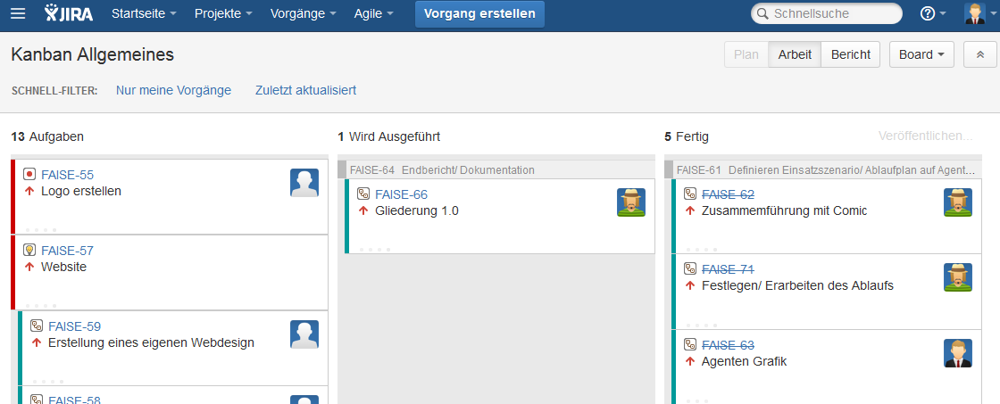 JIRA Startseite Projekte Vorgänge Agile Vorgang erstellen Schnellsuche
Kanban Allgemeines Plan Arbeit Bericht Board
SCHNELL-FILTER: Nur meine Vorgänge Zuletzt aktualisiert
13 Aufgaben
FAISE-55
Logo erstellen
FAISE-57
Website
FAISE-59
Erstellung eines eigenen Webdesign
FAISE-58
1 Wird Ausgeführt
FAISE-64 Endbericht/ Dokumentation
FAISE-66
Gliederung 1.0
5 Fertig Veröffentlichen...
FAISE-61 Definieren Einsatzszenario/ Ablaufplan auf Agent...
FAISE-62
Zusammemführung mit Comic
FAISE-71
Festlegen/ Erarbeiten des Ablaufs
FAISE-63
Agenten Grafik